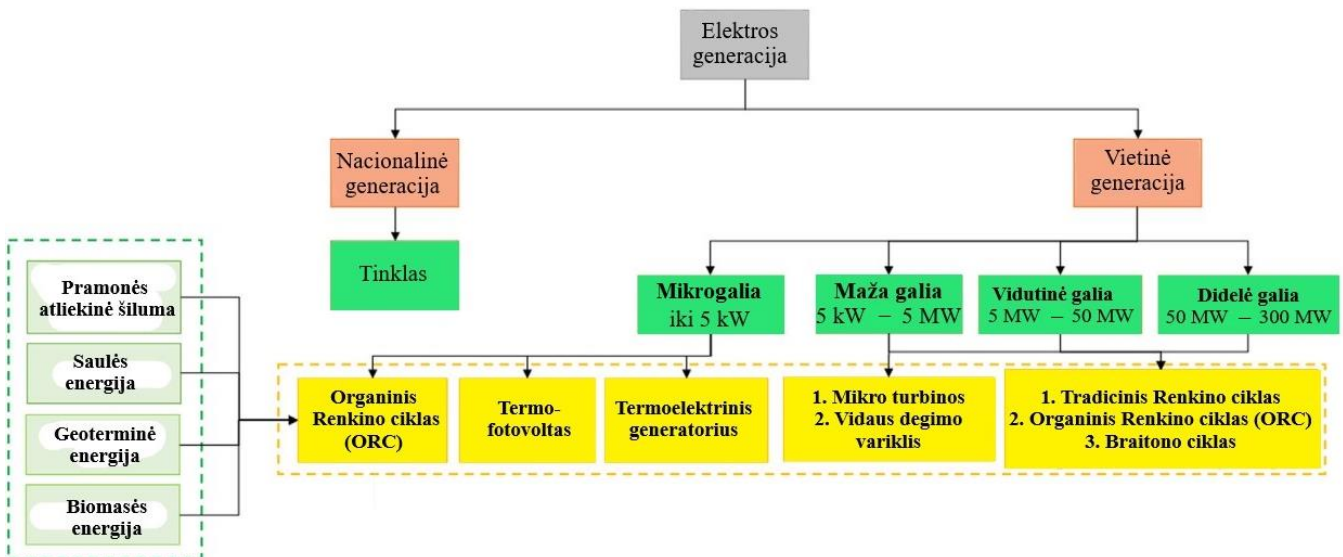 Elektros
generacija
Nacionalinė
generacija
Vietinė
generacija
Tinklas
Mikrogalia
iki 5 kW
Maža galia
5 kW – 5 MW
Vidutinė galia
5 MW – 50 MW
Didelė galia
50 MW – 300 MW
Pramonės
atliekinė šiluma
Saulės
energija
Geoterminė
energija
Biomasės
energija
Organinis
Renkino ciklas
(ORC)
Termo-
fotovoltas
Termoelektrinis
generatorius
1. Mikro turbinos
2. Vidaus degimo
variklis
1. Tradicinis Renkino ciklas
2. Organinis Renkino ciklas (ORC)
3. Braitono ciklas